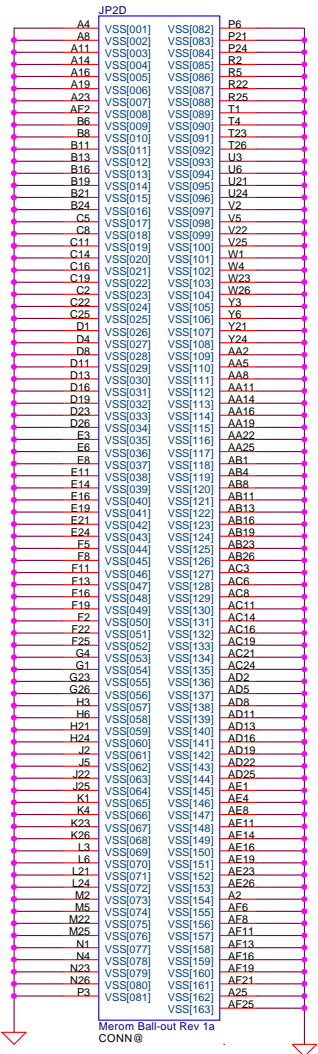 JP2D
A4 VSS[001] VSS[082] P6
A8 VSS[002] VSS[083] P21
A11 VSS[003] VSS[084] P24
A14 VSS[004] VSS[085] R2
A16 VSS[005] VSS[086] R5
A19 VSS[006] VSS[087] R22
A23 VSS[007] VSS[088] R25
AF2 VSS[008] VSS[089] T1
B6 VSS[009] VSS[090] T4
B8 VSS[010] VSS[091] T23
B11 VSS[011] VSS[092] T26
B13 VSS[012] VSS[093] U3
B16 VSS[013] VSS[094] U6
B19 VSS[014] VSS[095] U21
B21 VSS[015] VSS[096] U24
B24 VSS[016] VSS[097] V2
C5 VSS[017] VSS[098] V5
C8 VSS[018] VSS[099] V22
C11 VSS[019] VSS[100] V25
C14 VSS[020] VSS[101] W1
C16 VSS[021] VSS[102] W4
C19 VSS[022] VSS[103] W23
C2 VSS[023] VSS[104] W26
C22 VSS[024] VSS[105] Y3
C25 VSS[025] VSS[106] Y6
D1 VSS[026] VSS[107] Y21
D4 VSS[027] VSS[108] Y24
D8 VSS[028] VSS[109] AA2
D11 VSS[029] VSS[110] AA5
D13 VSS[030] VSS[111] AA8
D16 VSS[031] VSS[112] AA11
D19 VSS[032] VSS[113] AA14
D23 VSS[033] VSS[114] AA16
D26 VSS[034] VSS[115] AA19
E3 VSS[035] VSS[116] AA22
E6 VSS[036] VSS[117] AA25
E8 VSS[037] VSS[118] AB1
E11 VSS[038] VSS[119] AB4
E14 VSS[039] VSS[120] AB8
E16 VSS[040] VSS[121] AB11
E19 VSS[041] VSS[122] AB13
E21 VSS[042] VSS[123] AB16
E24 VSS[043] VSS[124] AB19
F5 VSS[044] VSS[125] AB23
F8 VSS[045] VSS[126] AB26
F11 VSS[046] VSS[127] AC3
F13 VSS[047] VSS[128] AC6
F16 VSS[048] VSS[129] AC8
F19 VSS[049] VSS[130] AC11
F2 VSS[050] VSS[131] AC14
F22 VSS[051] VSS[132] AC16
F25 VSS[052] VSS[133] AC19
G4 VSS[053] VSS[134] AC21
G1 VSS[054] VSS[135] AC24
G23 VSS[055] VSS[136] AD2
G26 VSS[056] VSS[137] AD5
H3 VSS[057] VSS[138] AD8
H6 VSS[058] VSS[139] AD11
H21 VSS[059] VSS[140] AD13
H24 VSS[060] VSS[141] AD16
J2 VSS[061] VSS[142] AD19
J5 VSS[062] VSS[143] AD22
J22 VSS[063] VSS[144] AD25
J25 VSS[064] VSS[145] AE1
K1 VSS[065] VSS[146] AE4
K4 VSS[066] VSS[147] AE8
K23 VSS[067] VSS[148] AE11
K26 VSS[068] VSS[149] AE14
L3 VSS[069] VSS[150] AE16
L6 VSS[070] VSS[151] AE19
L21 VSS[071] VSS[152] AE23
L24 VSS[072] VSS[153] AE26
M2 VSS[073] VSS[154] A2
M5 VSS[074] VSS[155] AF6
M22 VSS[075] VSS[156] AF8
M25 VSS[076] VSS[157] AF11
N1 VSS[077] VSS[158] AF13
N4 VSS[078] VSS[159] AF16
N23 VSS[079] VSS[160] AF19
N26 VSS[080] VSS[161] AF21
P3 VSS[081] VSS[162] A25
VSS[163] AF25
Merom Ball-out Rev 1a
CONN@ .